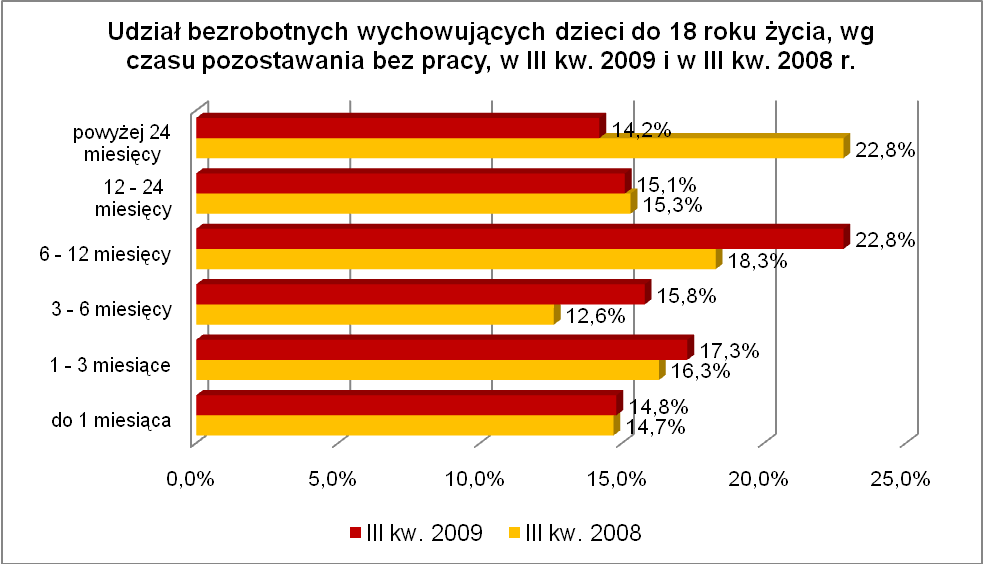 Udział bezrobotnych wychowujących dzieci do 18 roku życia, wg
czasu pozostawania bez pracy, w III kw. 2009 i w III kw. 2008 r.
powyżej 24
miesięcy
14,2%
22,8%
12 - 24
miesięcy
15,1%
15,3%
6 - 12 miesięcy
22,8%
18,3%
3 - 6 miesięcy
15,8%
12,6%
1 - 3 miesiące
17,3%
16,3%
do 1 miesiąca
14,8%
14,7%
0,0% 5,0% 10,0% 15,0% 20,0% 25,0%
III kw. 2009 III kw. 2008